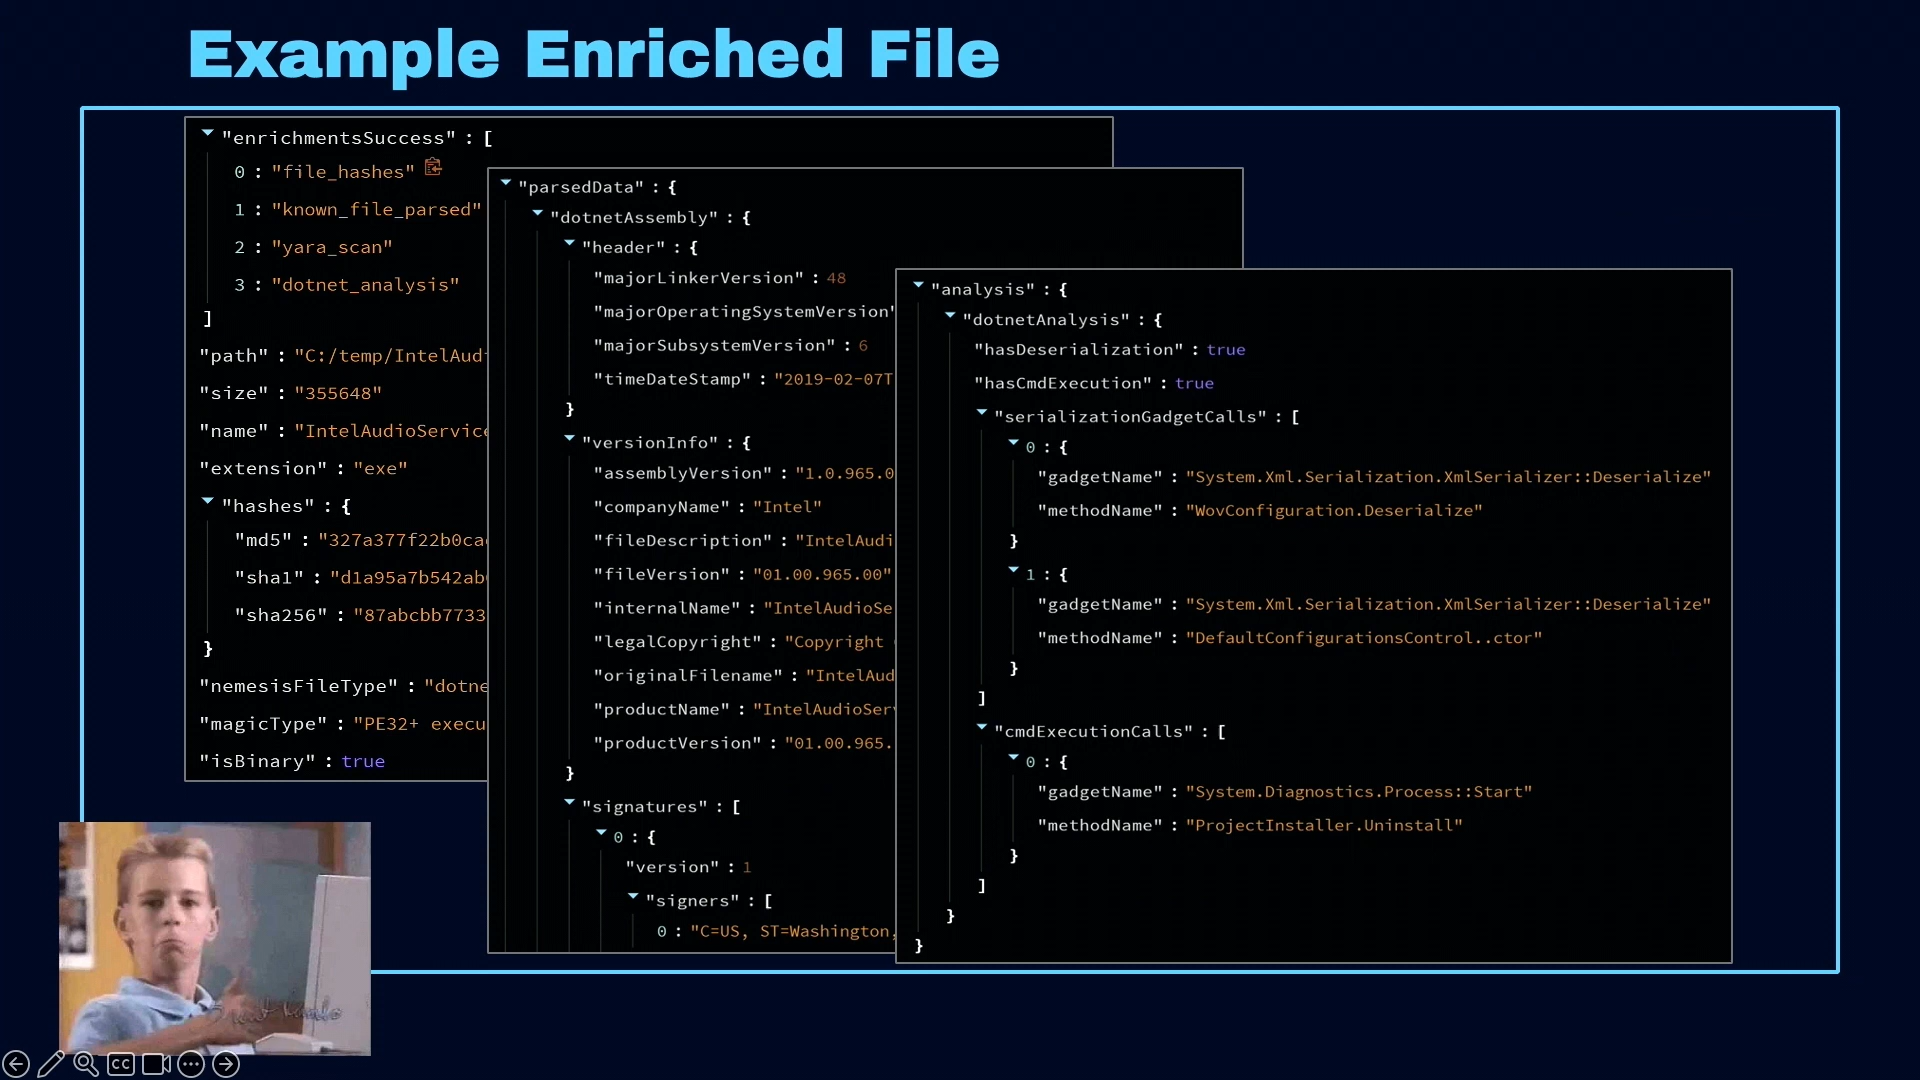 Example Enriched File
"enrichmentsSuccess" : [
0 : "file_hashes"
1 : "known_file_parsed"
2 : "yara_scan"
3 : "dotnet_analysis"
]
"path" : "C:/temp/IntelAud
"size" : "355648"
"name" : "IntelAudioService
"extension" : "exe"
"hashes" : {
"md5" : "327a377f22b0ca
"sha1" : "d1a95a7b542ab
"sha256" : "87abcbb7733
}
"nemesisFileType" : "dotne
"magicType" : "PE32+ execu
"isBinary" : true
"parsedData" : {
"dotnetAssembly" : {
"header" : {
"majorLinkerVersion" : 48
"majorOperatingSystemVersion"
"majorSubsystemVersion" : 6
"timeDateStamp" : "2019-02-07T
}
"versionInfo" : {
"assemblyVersion" : "1.0.965.0
"companyName" : "Intel"
"fileDescription" : "IntelAudi
"fileVersion" : "01.00.965.00"
"internalName" : "IntelAudioSe
"legalCopyright" : "Copyright
"originalFilename" : "IntelAud
"productName" : "IntelAudioSer
"productVersion" : "01.00.965.
}
"signatures" : [
0 : {
"version" : 1
"signers" : [
0 : "C=US, ST=Washington,
"analysis" : {
"dotnetAnalysis" : {
"hasDeserialization" : true
"hasCmdExecution" : true
"serializationGadgetCalls" : [
0 : {
"gadgetName" : "System.Xml.Serialization.XmlSerializer::Deserialize"
"methodName" : "WovConfiguration.Deserialize"
}
1 : {
"gadgetName" : "System.Xml.Serialization.XmlSerializer::Deserialize"
"methodName" : "DefaultConfigurationsControl..ctor"
}
]
"cmdExecutionCalls" : [
0 : {
"gadgetName" : "System.Diagnostics.Process::Start"
"methodName" : "ProjectInstaller.Uninstall"
}
]
}
}
CC